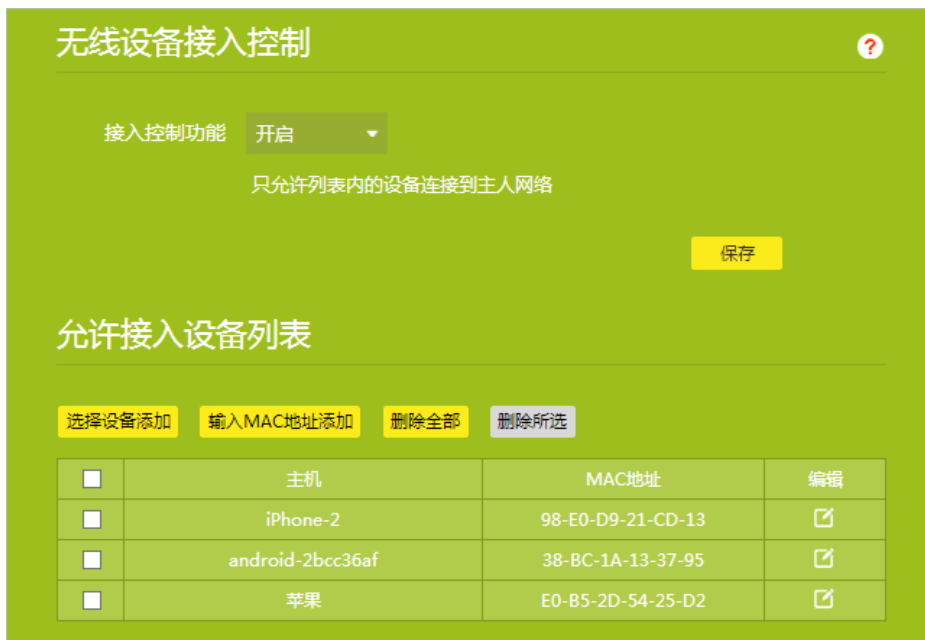 无线设备接入控制
?
接入控制功能 开启
只允许列表内的设备连接到主人网络
保存
允许接入设备列表
选择设备添加 输入MAC地址添加 删除全部 删除所选
主机 MAC地址 编辑
iPhone-2 98-E0-D9-21-CD-13
android-2bcc36af 38-BC-1A-13-37-95
苹果 E0-B5-2D-54-25-D2